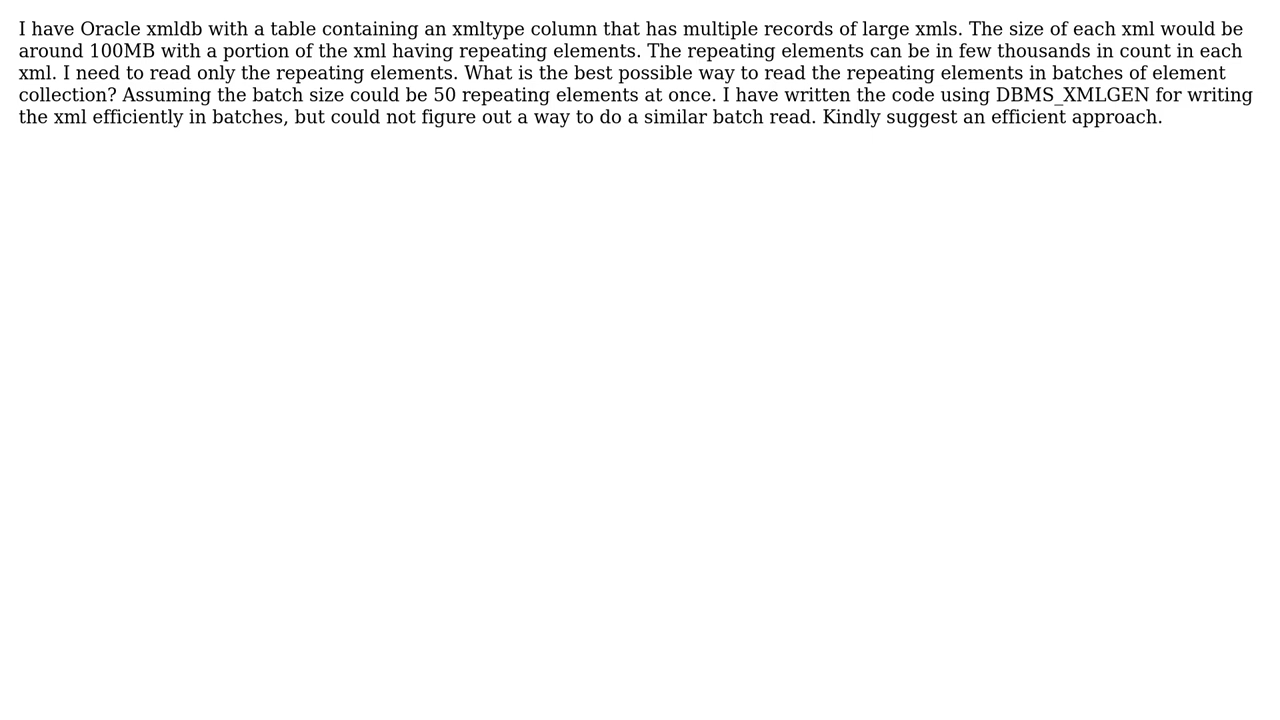 I have Oracle xmldb with a table containing an xmltype column that has multiple records of large xmls. The size of each xml would be
around 100MB with a portion of the xml having repeating elements. The repeating elements can be in few thousands in count in each
xml. I need to read only the repeating elements. What is the best possible way to read the repeating elements in batches of element
collection? Assuming the batch size could be 50 repeating elements at once. I have written the code using DBMS_XMLGEN for writing
the xml efficiently in batches, but could not figure out a way to do a similar batch read. Kindly suggest an efficient approach.